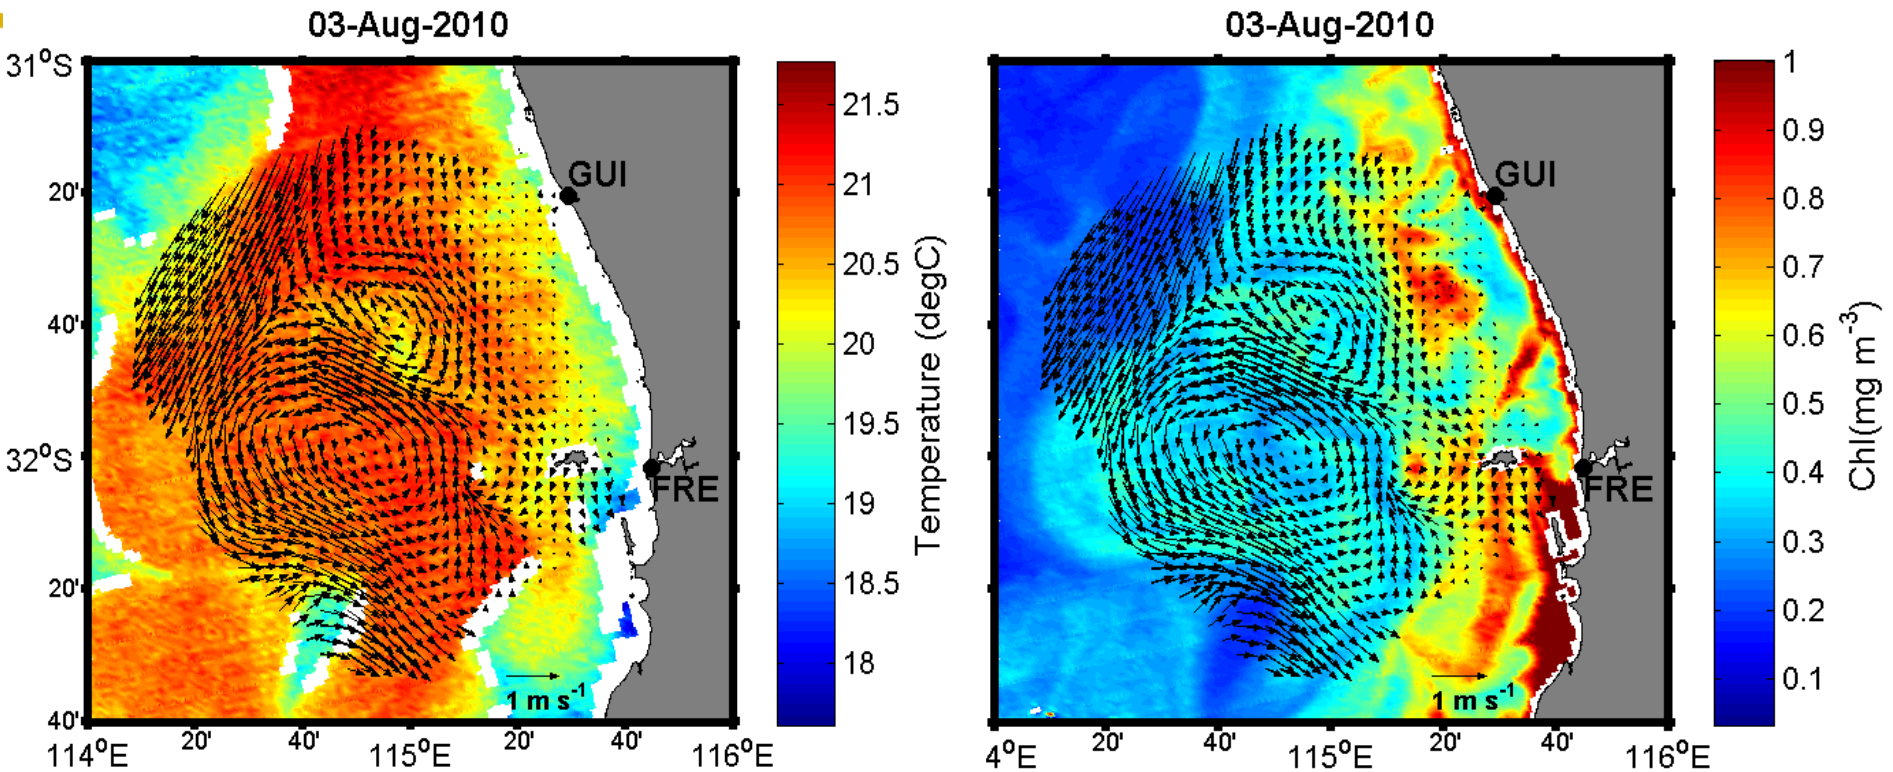 03-Aug-2010
31°S
20'
40'
32°S
20'
40'
114°E
20'
40'
115°E
20'
40'
116°E
GUI
FRE
1 m s⁻¹
21.5
21
20.5
20
19.5
19
18.5
18
Temperature (degC)
03-Aug-2010
4°E
20'
40'
115°E
20'
40'
116°E
GUI
FRE
1 m s⁻¹
1
0.9
0.8
0.7
0.6
0.5
0.4
0.3
0.2
0.1
Chl(mg m⁻³)